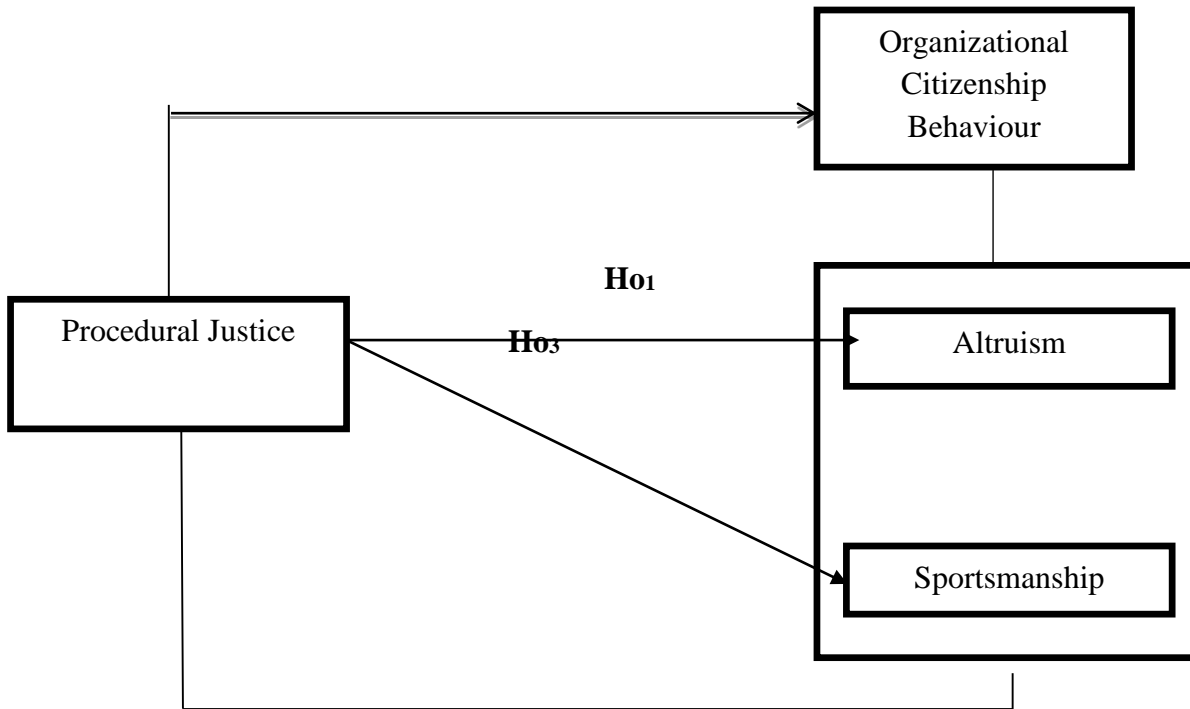 Organizational
Citizenship
Behaviour
Ho1
Procedural Justice
Ho3
Altruism
Sportsmanship